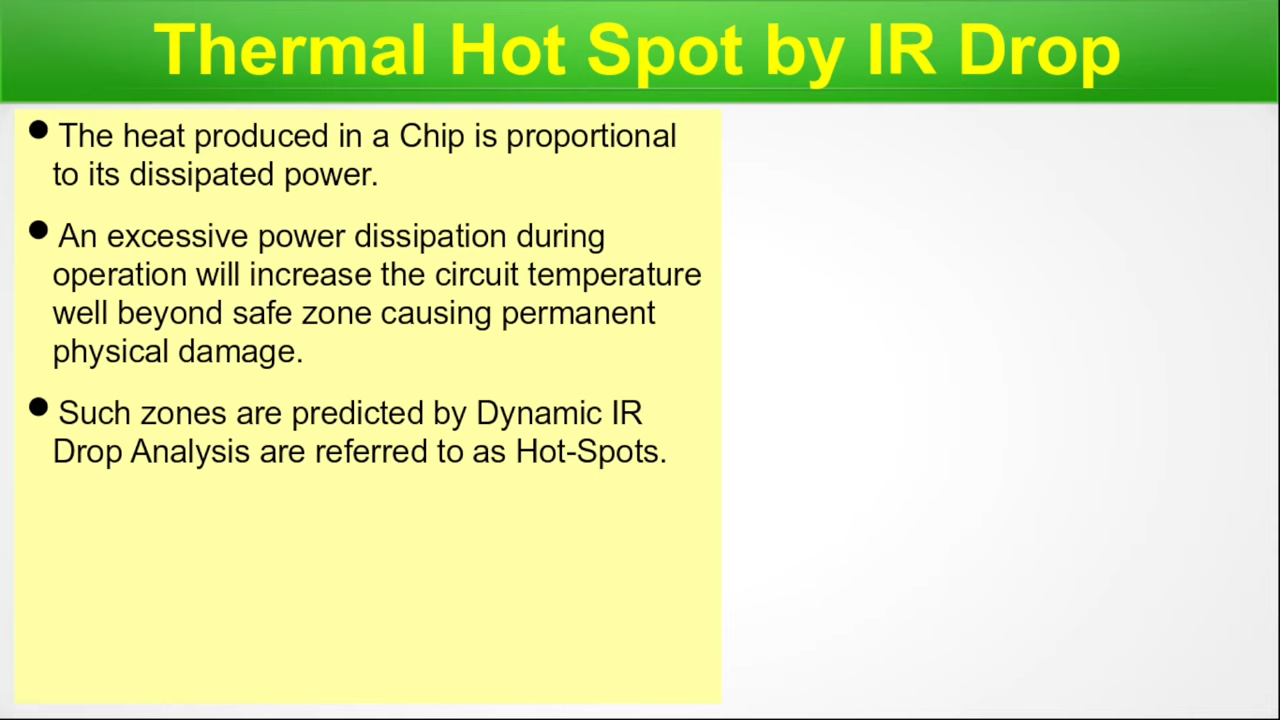 Thermal Hot Spot by IR Drop
• The heat produced in a Chip is proportional
to its dissipated power.
• An excessive power dissipation during
operation will increase the circuit temperature
well beyond safe zone causing permanent
physical damage.
• Such zones are predicted by Dynamic IR
Drop Analysis are referred to as Hot-Spots.